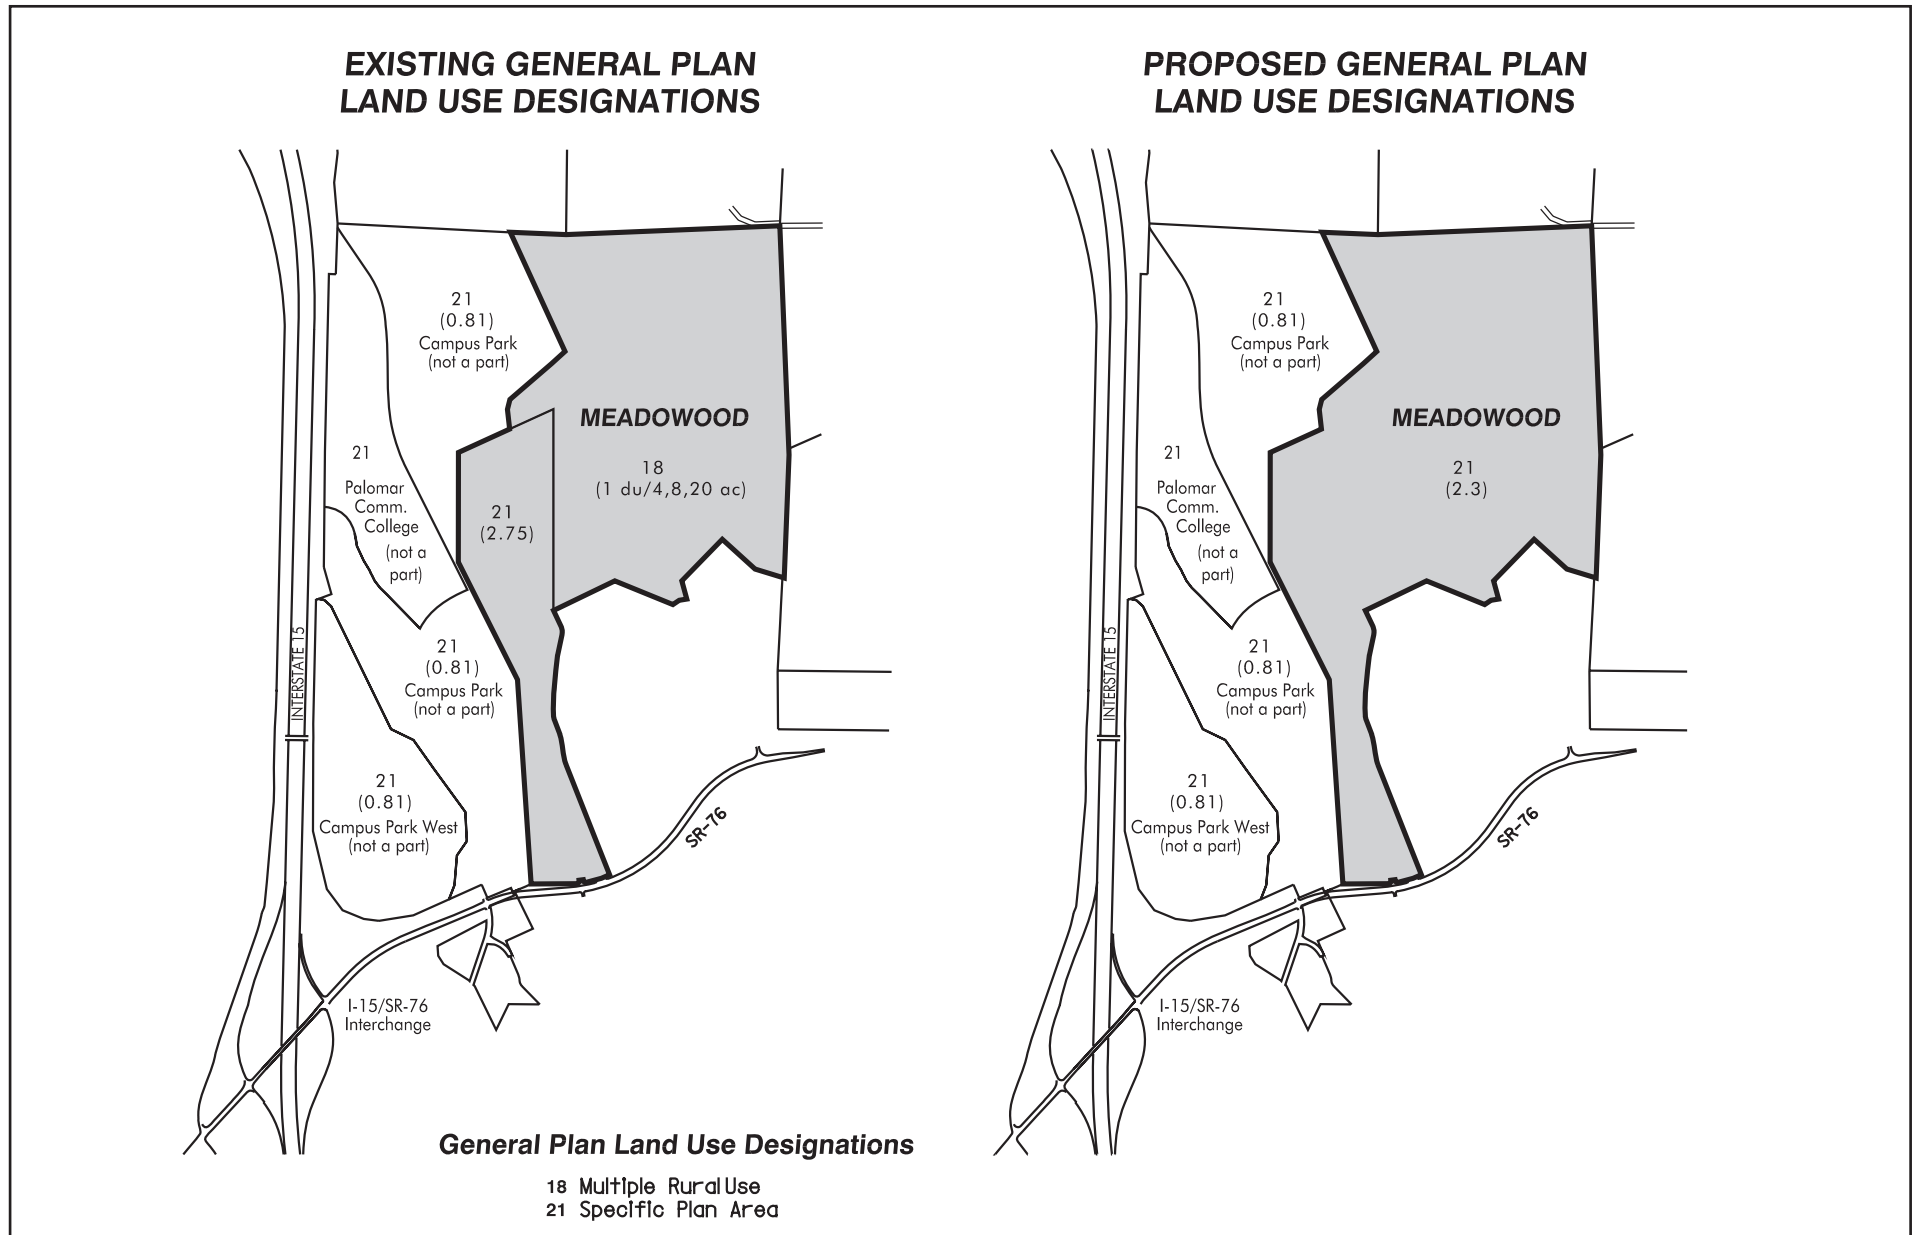 EXISTING GENERAL PLAN
LAND USE DESIGNATIONS
21
(0.81)
Campus Park
(not a part)
MEADOWOOD
18
(1 du/4,8,20 ac)
21
Palomar
Comm.
College
(not a
part)
21
(2.75)
INTERSTATE 15
21
(0.81)
Campus Park
(not a part)
21
(0.81)
Campus Park West
(not a part)
SR-76
I-15/SR-76
Interchange
PROPOSED GENERAL PLAN
LAND USE DESIGNATIONS
21
(0.81)
Campus Park
(not a part)
MEADOWOOD
21
(2.3)
21
Palomar
Comm.
College
(not a
part)
INTERSTATE 15
21
(0.81)
Campus Park
(not a part)
21
(0.81)
Campus Park West
(not a part)
SR-76
I-15/SR-76
Interchange
General Plan Land Use Designations
18 Multiple Rural Use
21 Specific Plan Area